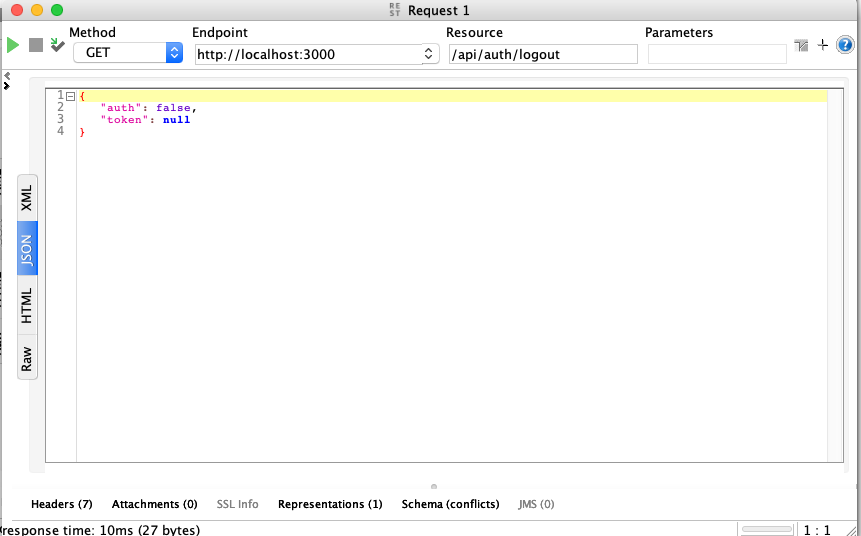 REST Request 1
Method Endpoint Resource Parameters
GET http://localhost:3000 /api/auth/logout
1 {
2 "auth": false,
3 "token": null
4 }
XML
JSON
HTML
Raw
Headers (7) Attachments (0) SSL Info Representations (1) Schema (conflicts) JMS (0)
response time: 10ms (27 bytes) 1 : 1